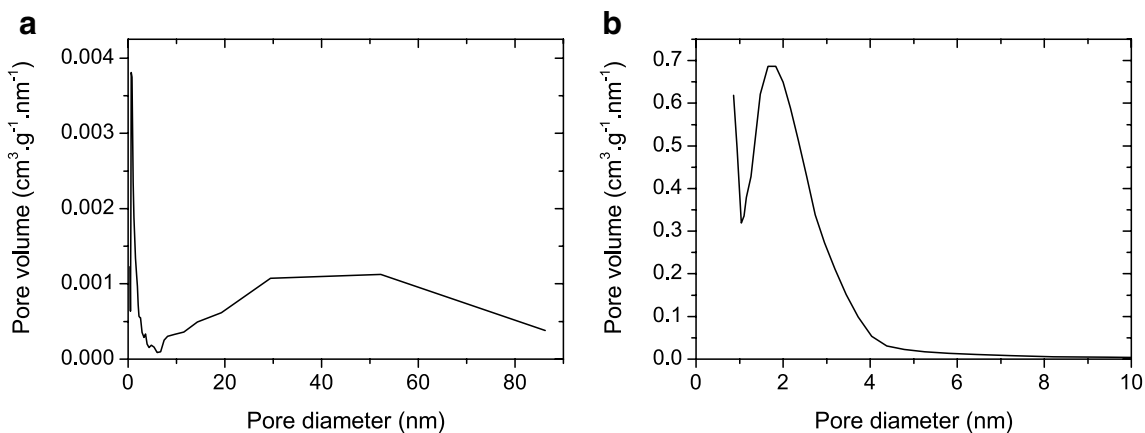 a
Pore volume (cm³.g⁻¹.nm⁻¹)
0.004
0.003
0.002
0.001
0.000
0 20 40 60 80
Pore diameter (nm)
b
Pore volume (cm³.g⁻¹.nm⁻¹)
0.7
0.6
0.5
0.4
0.3
0.2
0.1
0.0
0 2 4 6 8 10
Pore diameter (nm)